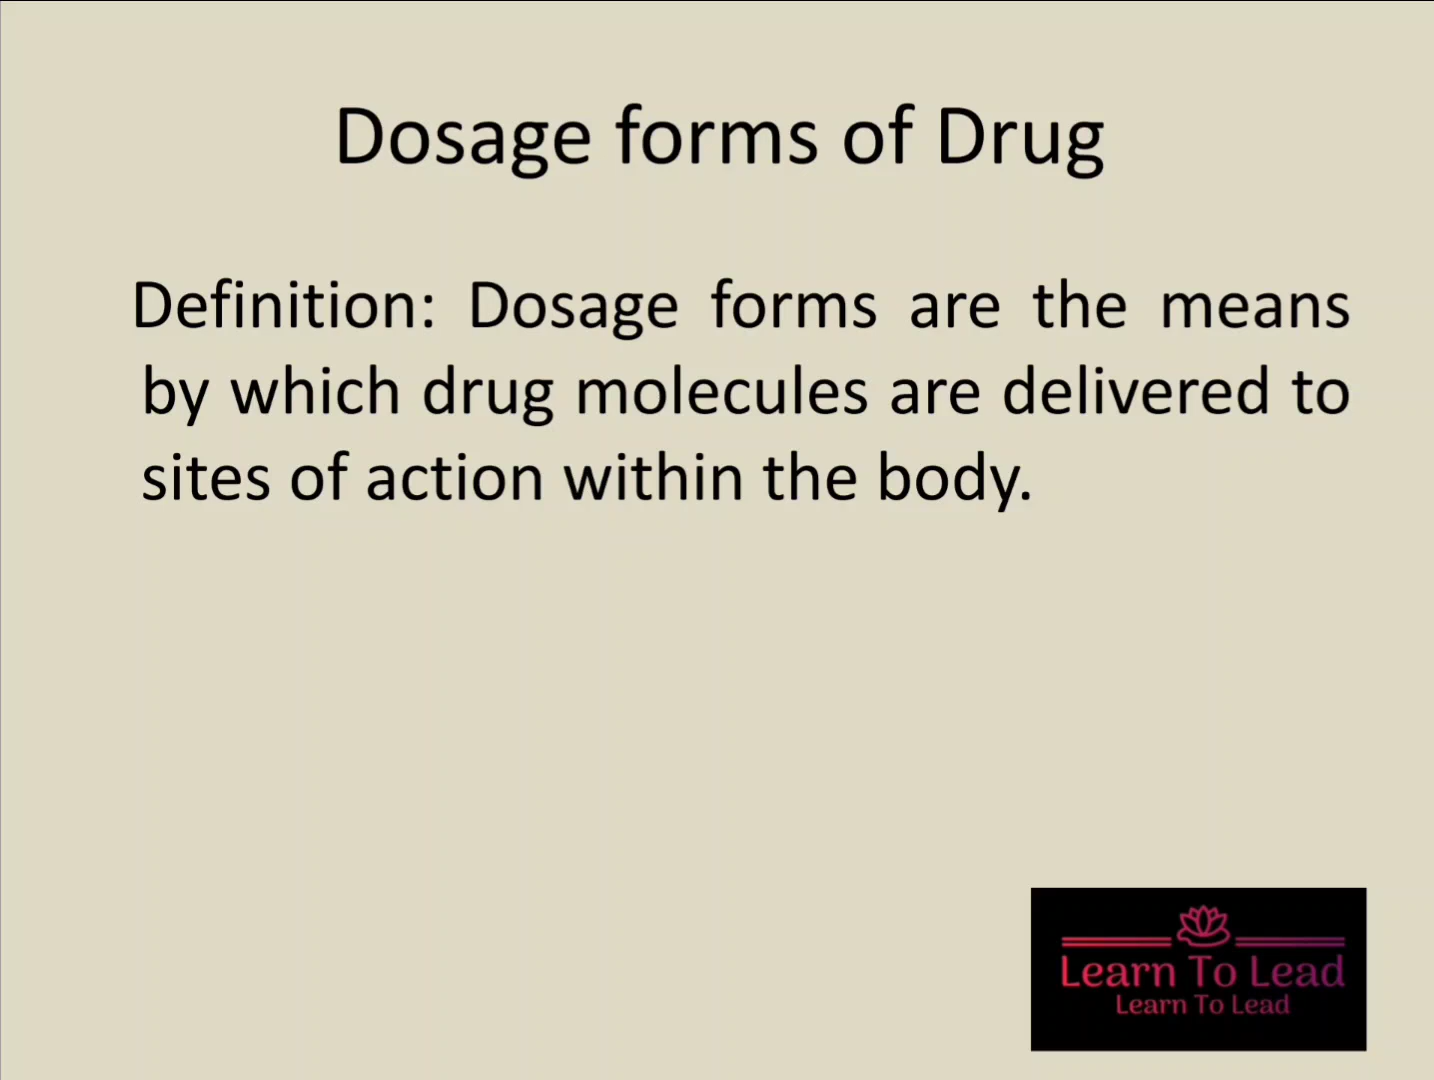 Dosage forms of Drug
Definition: Dosage forms are the means
by which drug molecules are delivered to
sites of action within the body.
Learn To Lead
Learn To Lead